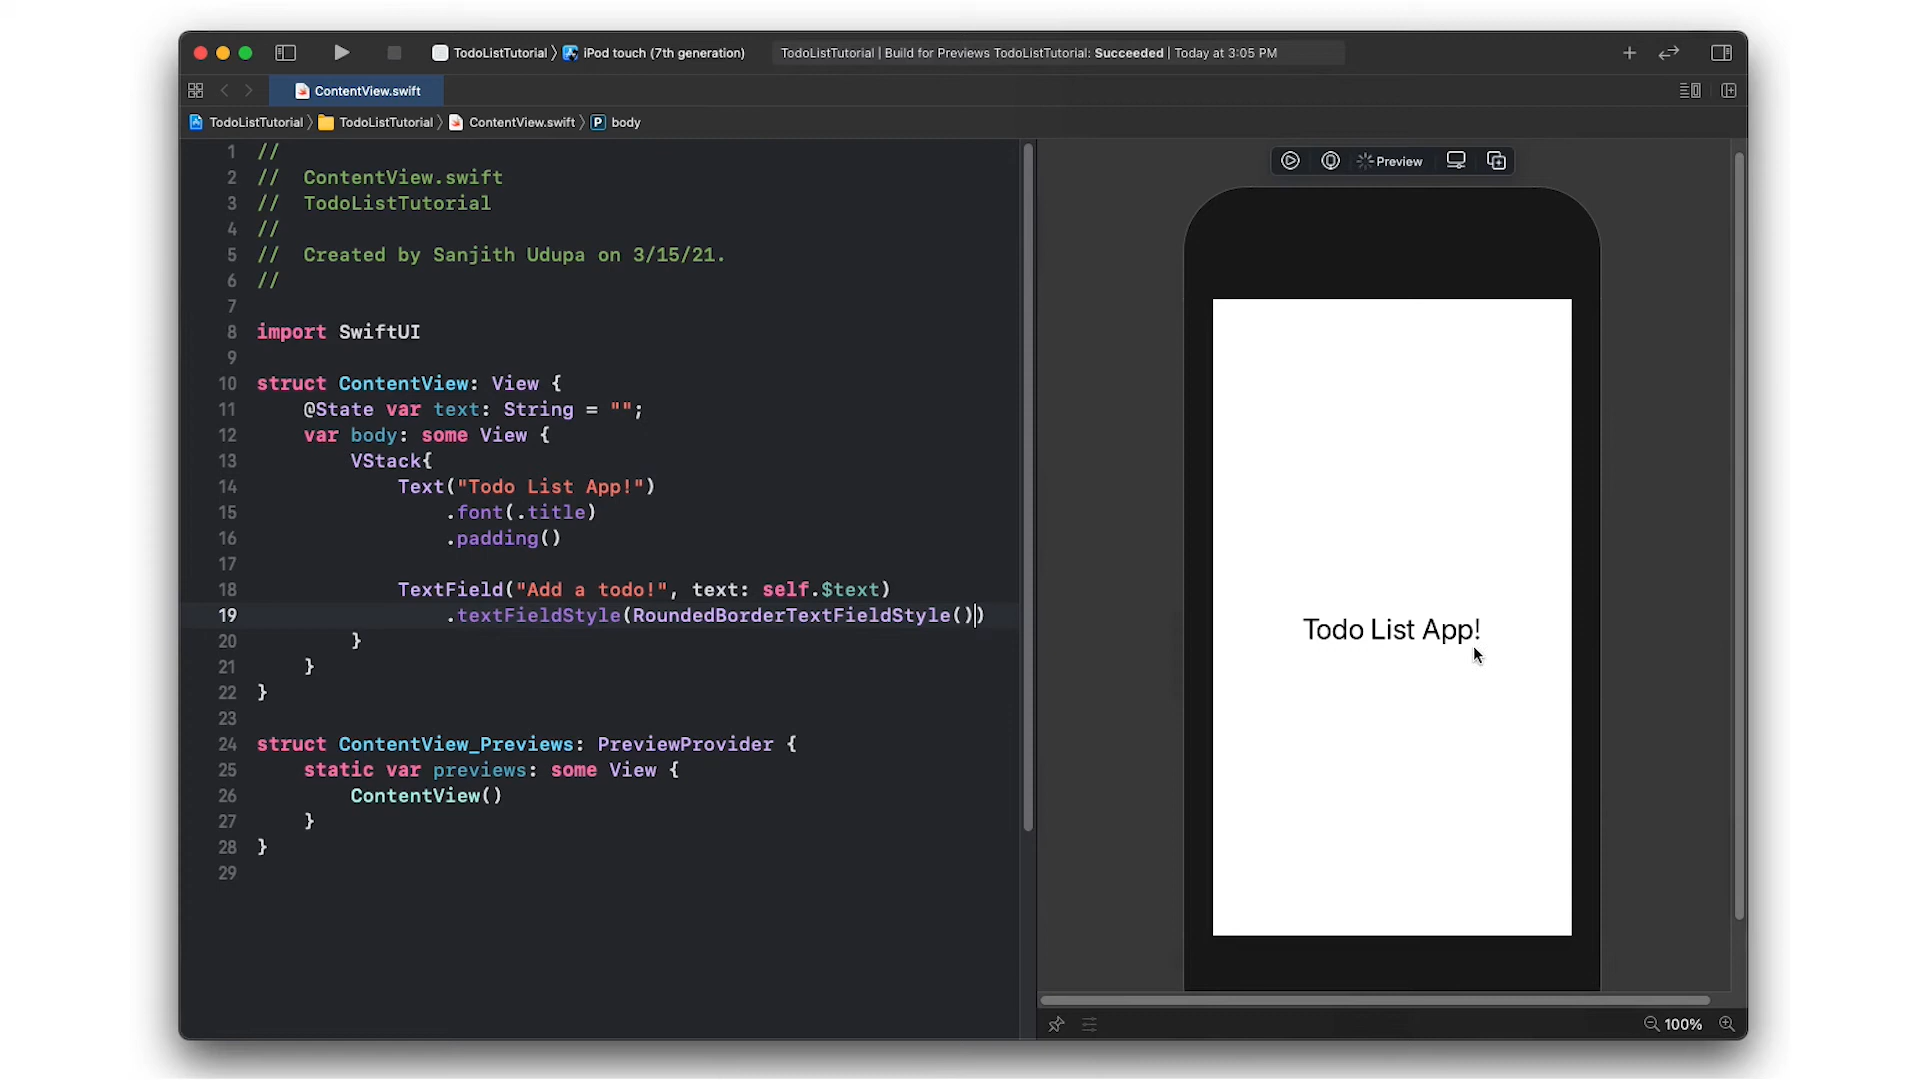 TodoListTutorial 〉 iPod touch (7th generation)
TodoListTutorial | Build for Previews TodoListTutorial: Succeeded | Today at 3:05 PM
ContentView.swift
TodoListTutorial 〉 TodoListTutorial 〉 ContentView.swift 〉 P body
1 //
2 //  ContentView.swift
3 //  TodoListTutorial
4 //
5 //  Created by Sanjith Udupa on 3/15/21.
6 //
7
8 import SwiftUI
9
10 struct ContentView: View {
11     @State var text: String = "";
12     var body: some View {
13         VStack{
14             Text("Todo List App!")
15                 .font(.title)
16                 .padding()
17
18             TextField("Add a todo!", text: self.$text)
19                 .textFieldStyle(RoundedBorderTextFieldStyle())
20         }
21     }
22 }
23
24 struct ContentView_Previews: PreviewProvider {
25     static var previews: some View {
26         ContentView()
27     }
28 }
29
Preview
Todo List App!
100%